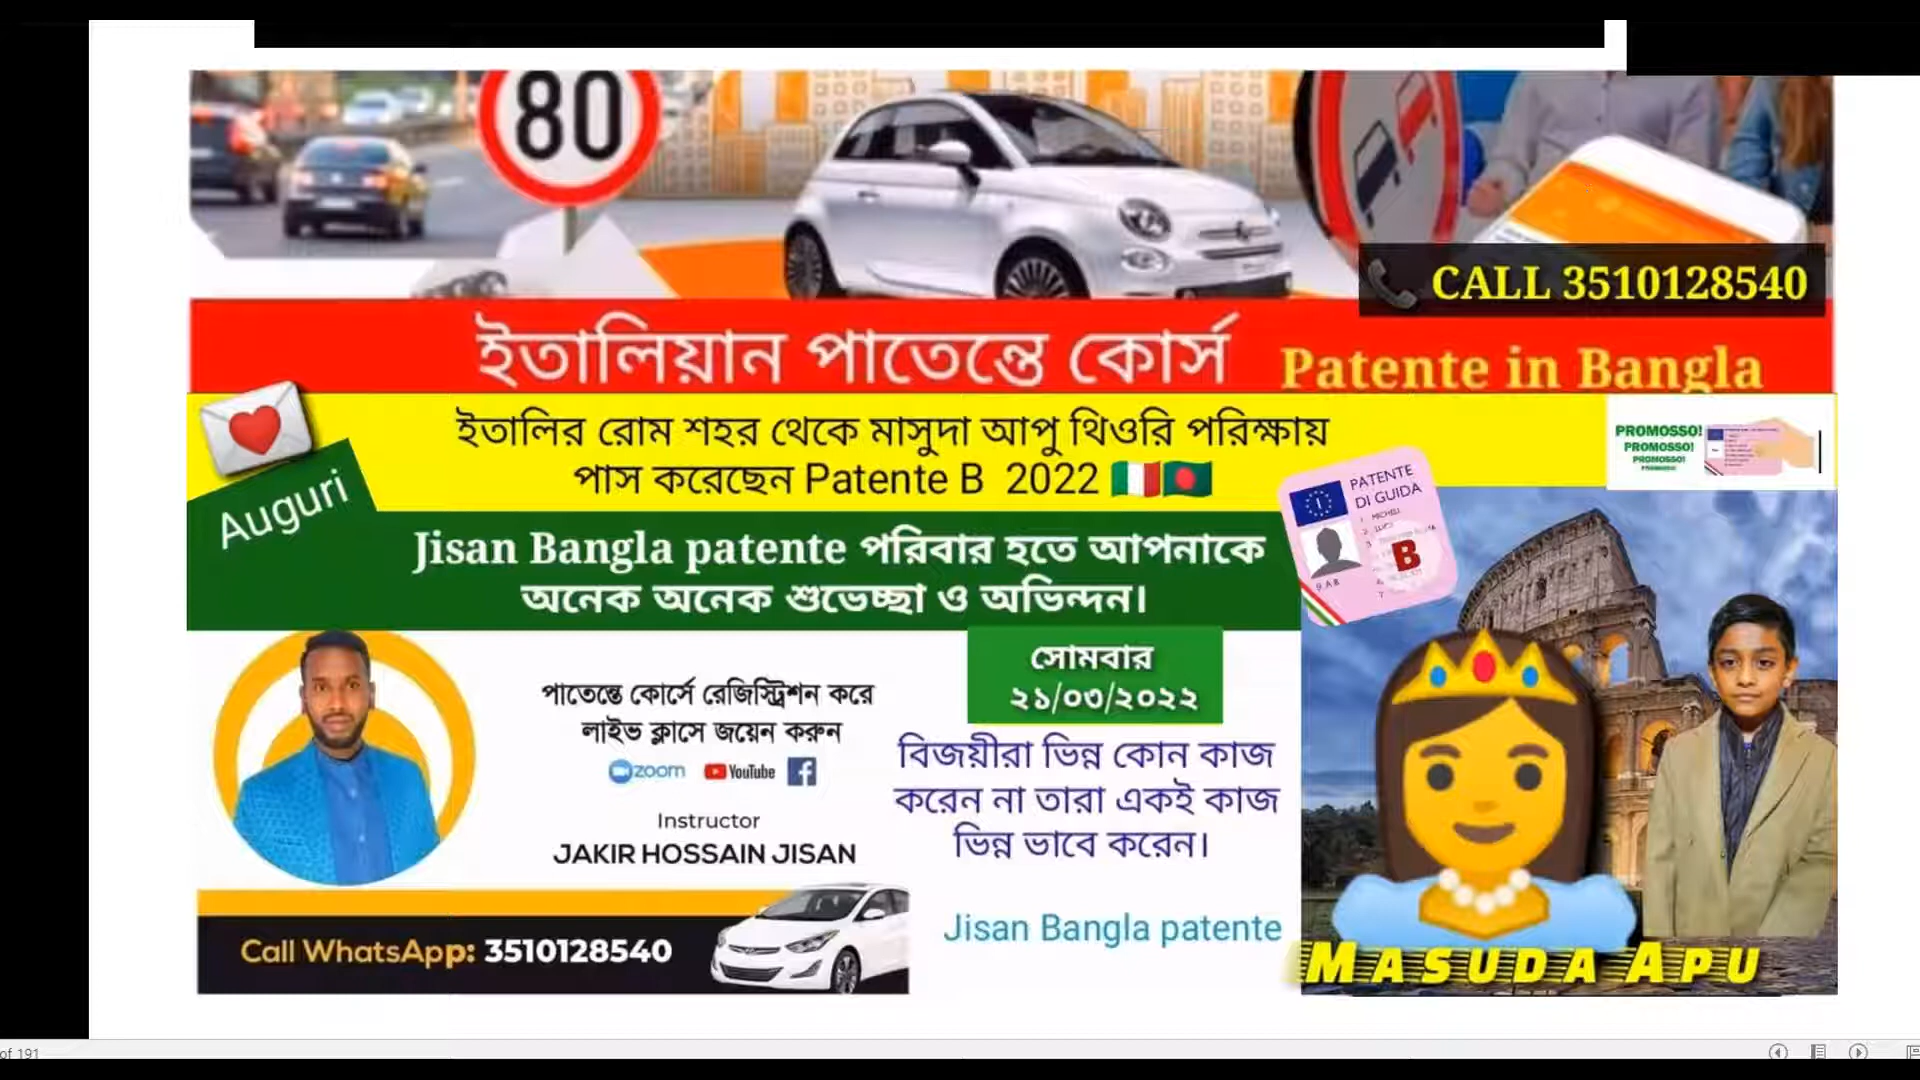 80
CALL 3510128540
ইতালিয়ান পাতেন্তে কোর্স
Patente in Bangla
ইতালির রোম শহর থেকে মাসুদা আপু থিওরি পরিক্ষায়
পাস করেছেন Patente B 2022
PROMOSSO!
PROMOSSO!
PROMOSSO!
Auguri
PATENTE
DI GUIDA
B
Jisan Bangla patente পরিবার হতে আপনাকে
অনেক অনেক শুভেচ্ছা ও অভিন্দন।
সোমবার
২১/০৩/২০২২
পাতেন্তে কোর্সে রেজিস্ট্রিশন করে
লাইভ ক্লাসে জয়েন করুন
zoom YouTube f
Instructor
JAKIR HOSSAIN JISAN
বিজয়ীরা ভিন্ন কোন কাজ
করেন না তারা একই কাজ
ভিন্ন ভাবে করেন।
Call WhatsApp: 3510128540
Jisan Bangla patente
MASUDA APU
of 191